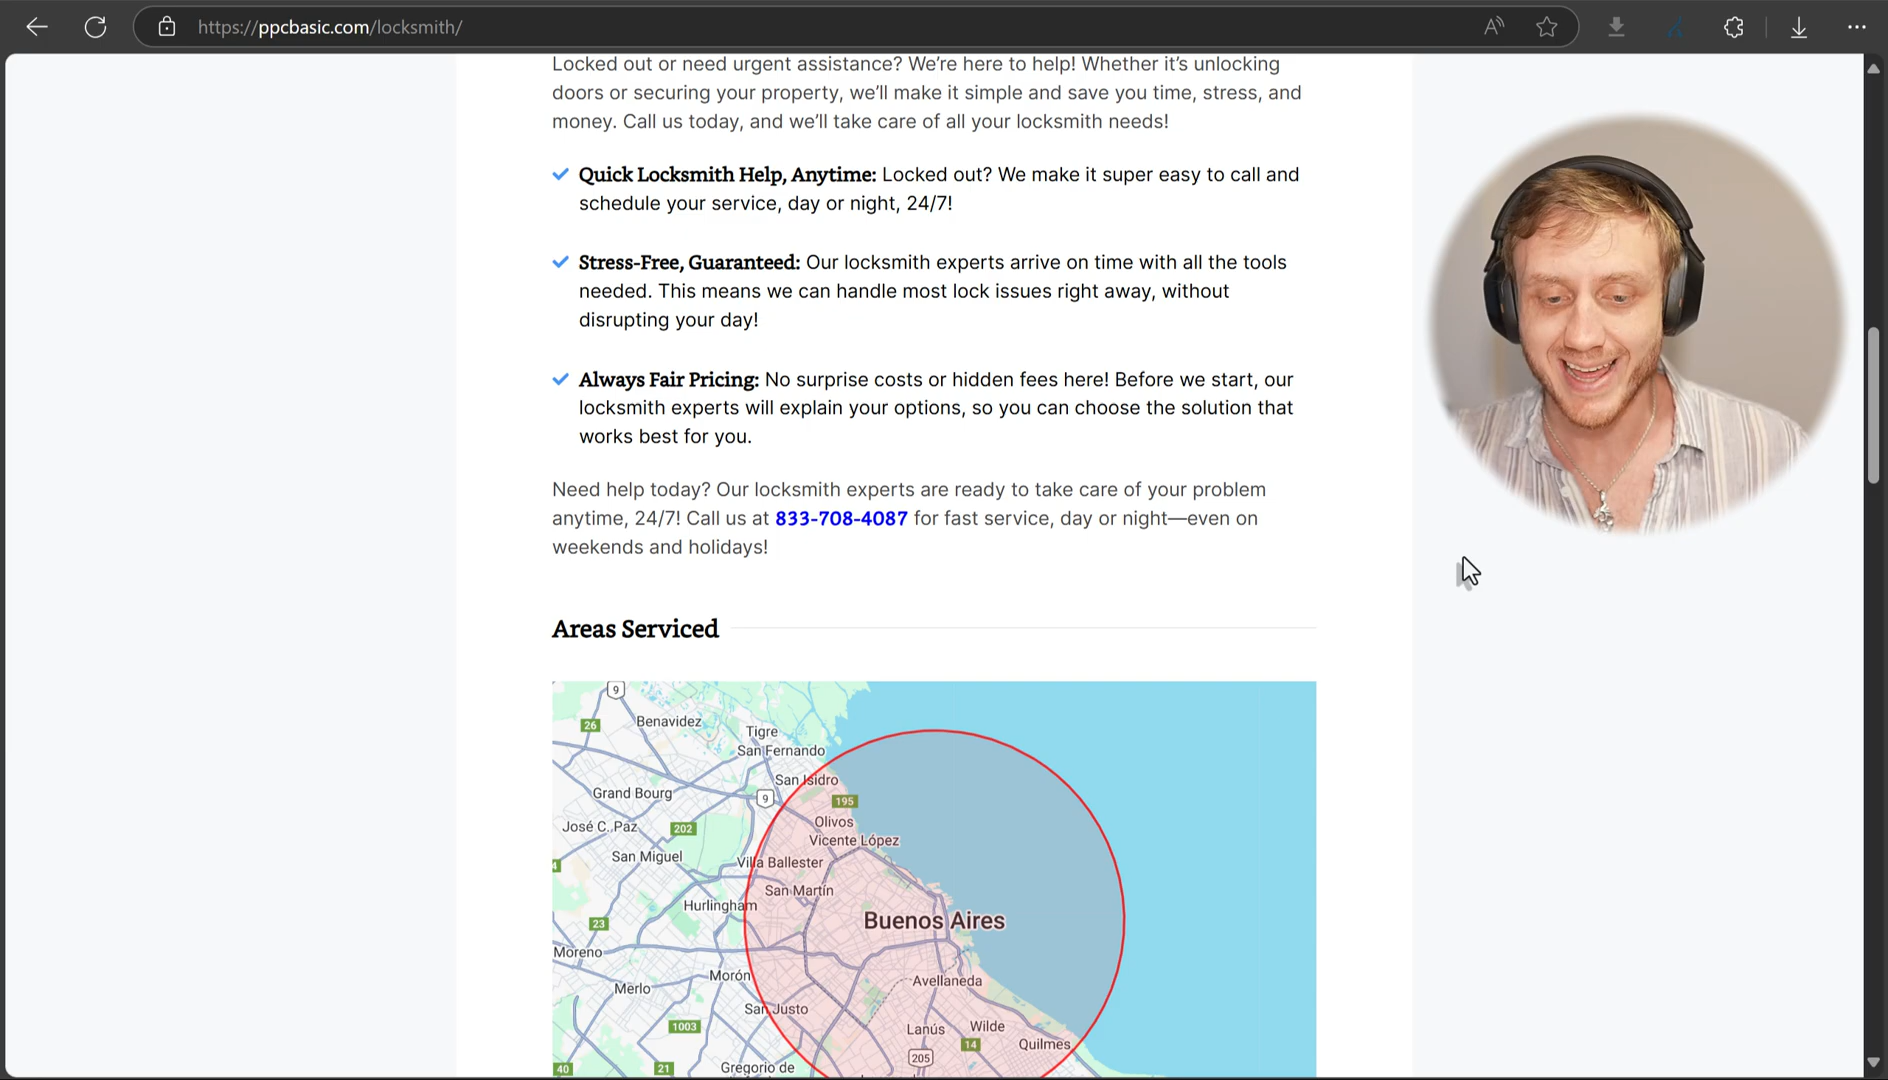 https://ppcbasic.com/locksmith/
Locked out or need urgent assistance? We're here to help! Whether it's unlocking
doors or securing your property, we'll make it simple and save you time, stress, and
money. Call us today, and we'll take care of all your locksmith needs!
Quick Locksmith Help, Anytime: Locked out? We make it super easy to call and
schedule your service, day or night, 24/7!
Stress-Free, Guaranteed: Our locksmith experts arrive on time with all the tools
needed. This means we can handle most lock issues right away, without
disrupting your day!
Always Fair Pricing: No surprise costs or hidden fees here! Before we start, our
locksmith experts will explain your options, so you can choose the solution that
works best for you.
Need help today? Our locksmith experts are ready to take care of your problem
anytime, 24/7! Call us at 833-708-4087 for fast service, day or night—even on
weekends and holidays!
Areas Serviced
9
26
Benavidez
Tigre
San Fernando
San Isidro
Grand Bourg
9
195
José C. Paz
202
Olivos
Vicente López
San Miguel
Villa Ballester
San Martín
Hurlingham
23
Buenos Aires
Moreno
Morón
Avellaneda
Merlo
San Justo
1003
Lanús
Wilde
14
Quilmes
205
40
21
Gregorio de